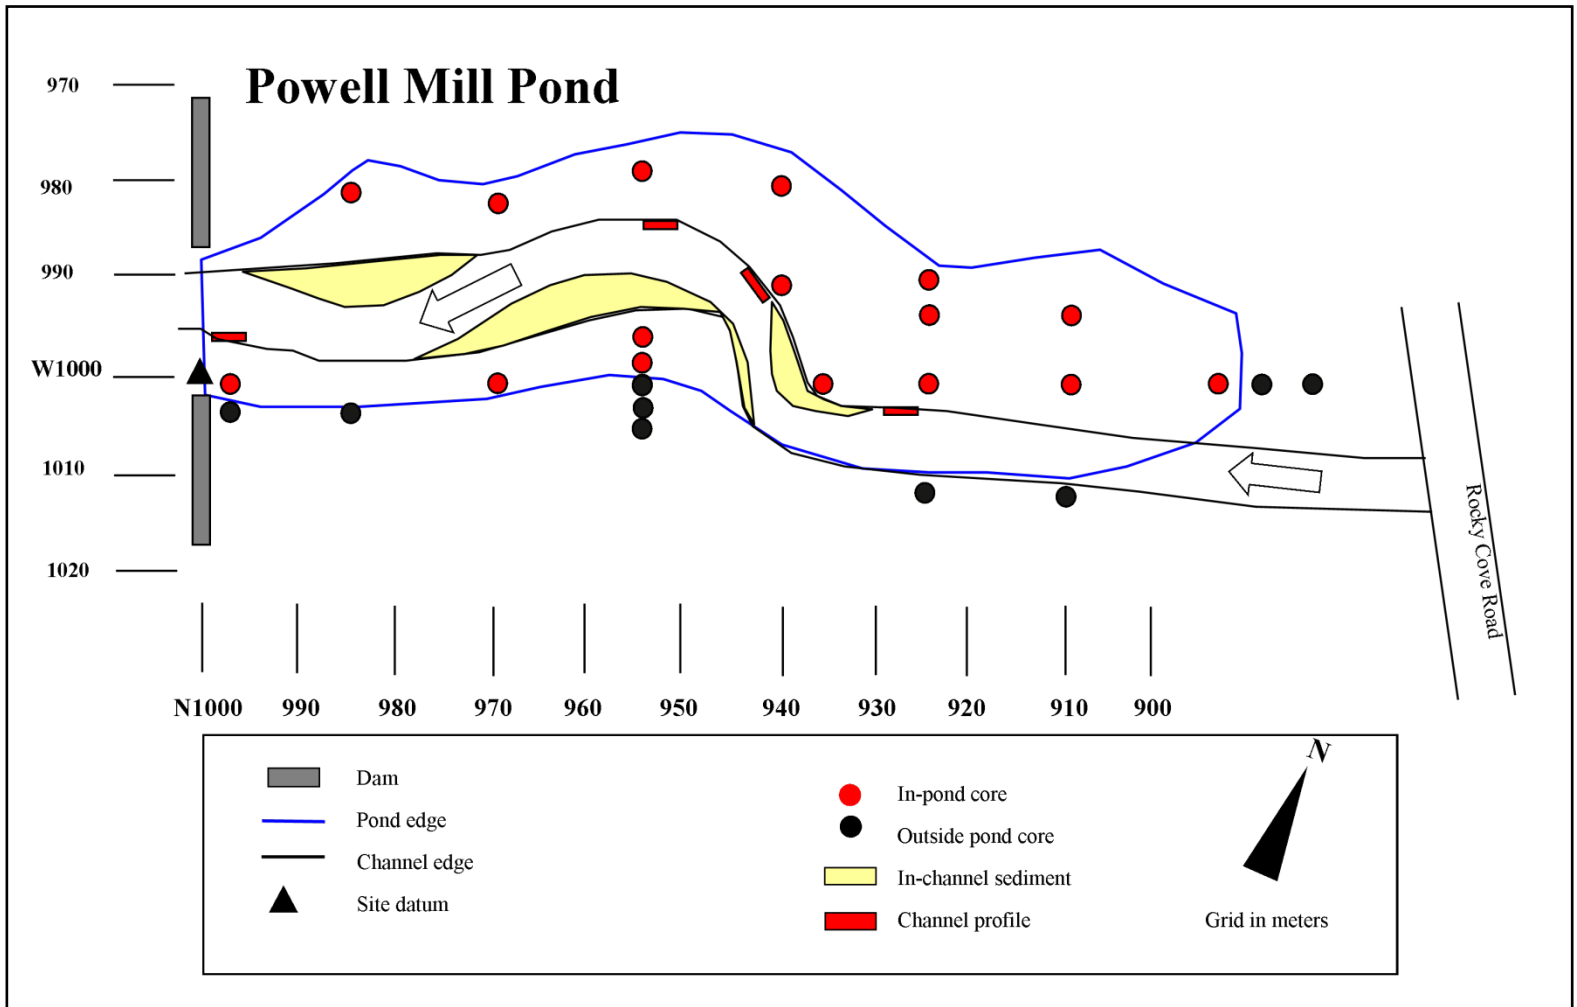 Powell Mill Pond
970
980
990
W1000
1010
1020
Rocky Cove Road
N1000 990 980 970 960 950 940 930 920 910 900
Dam
Pond edge
Channel edge
Site datum
In-pond core
Outside pond core
In-channel sediment
Channel profile
N
Grid in meters